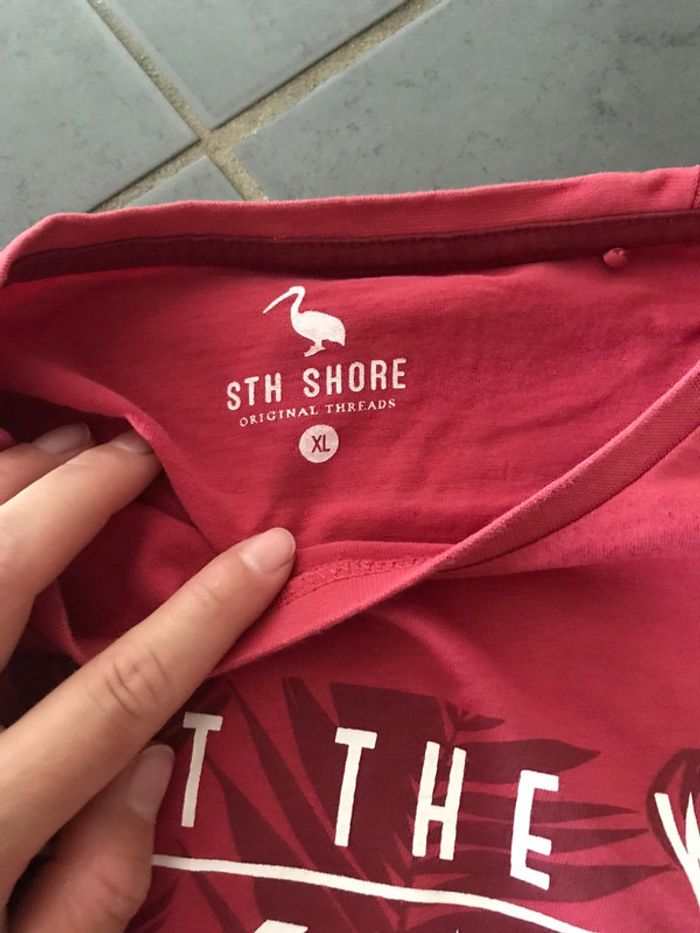 STH SHORE
ORIGINAL THREADS
XL
T THE